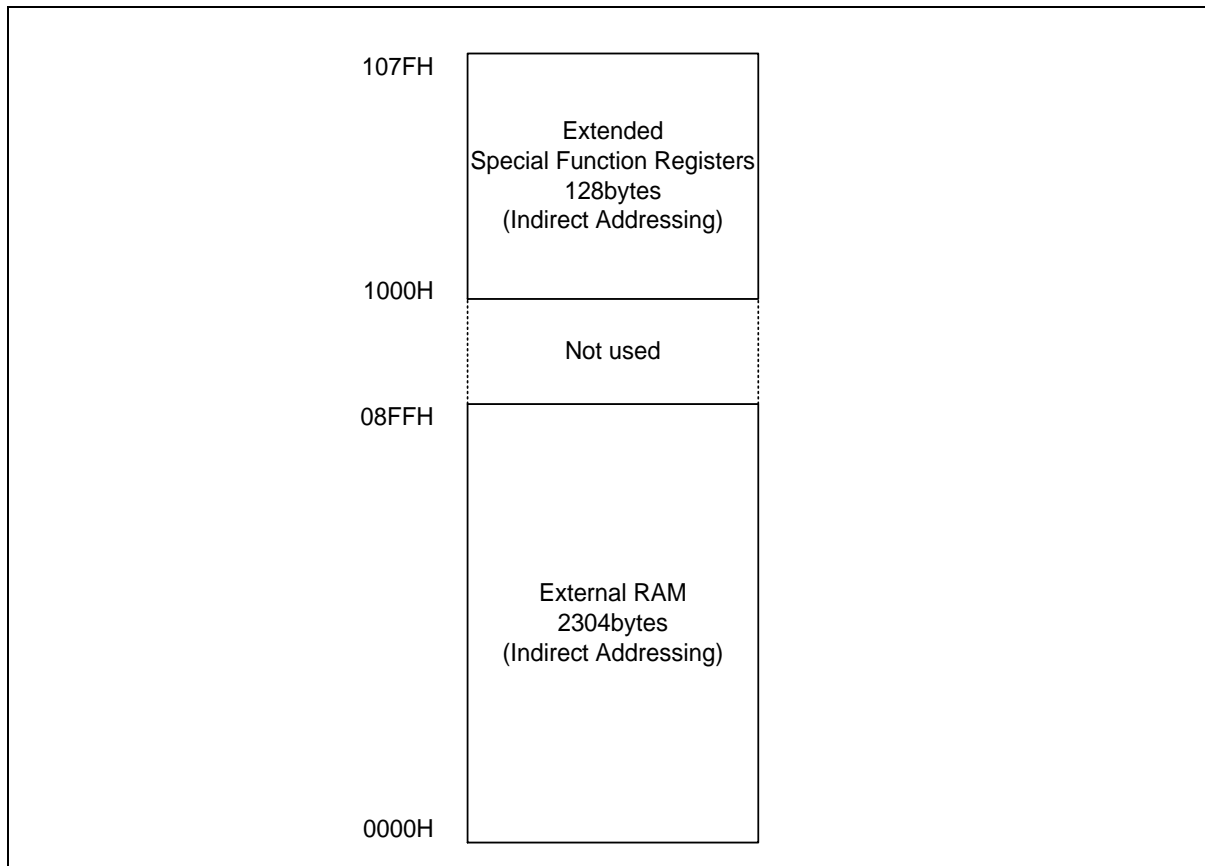 107FH
Extended
Special Function Registers
128bytes
(Indirect Addressing)
1000H
Not used
08FFH
External RAM
2304bytes
(Indirect Addressing)
0000H